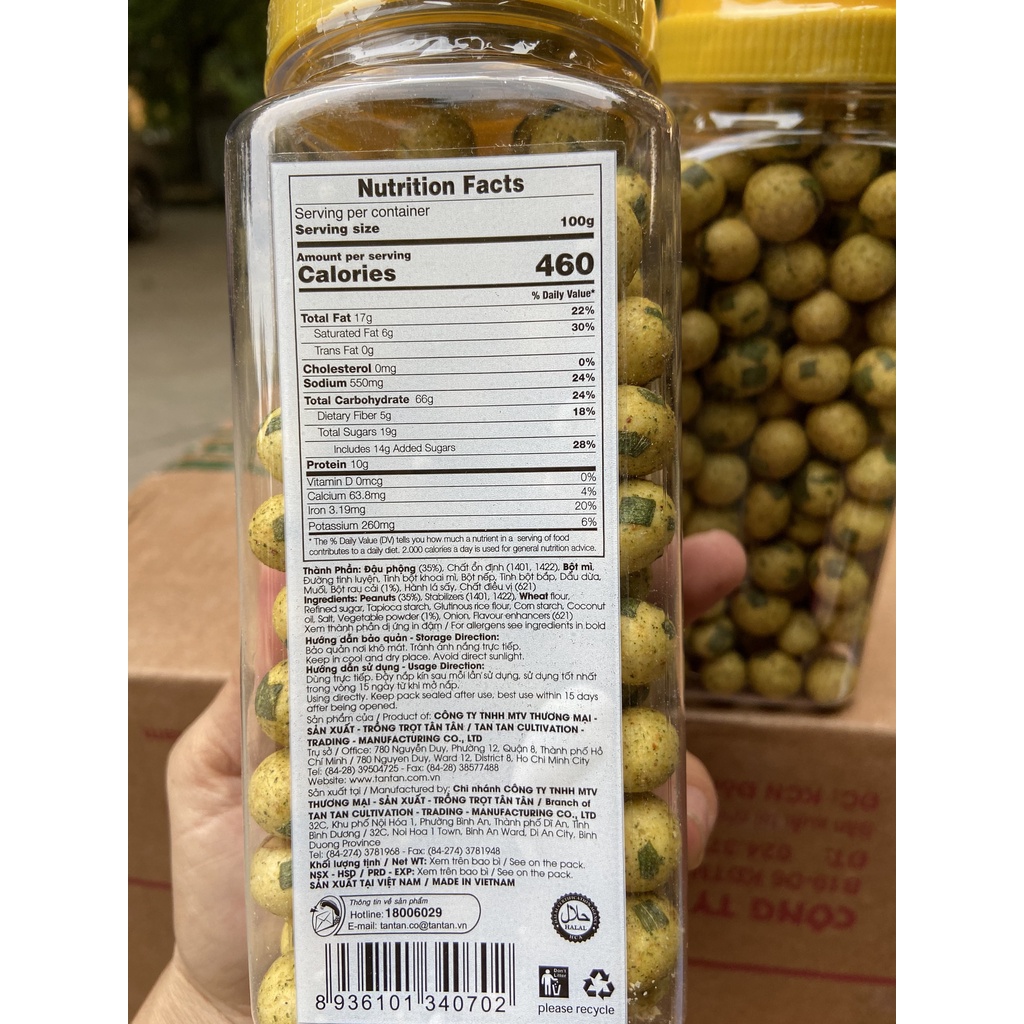 Nutrition Facts
Serving per container
Serving size 100g
Amount per serving
Calories 460
% Daily Value*
Total Fat 17g 22%
Saturated Fat 6g 30%
Trans Fat 0g
Cholesterol 0mg 0%
Sodium 550mg 24%
Total Carbohydrate 66g 24%
Dietary Fiber 5g 18%
Total Sugars 19g
Includes 14g Added Sugars 28%
Protein 10g
Vitamin D 0mcg 0%
Calcium 63.8mg 4%
Iron 3.19mg 20%
Potassium 260mg 6%
* The % Daily Value (DV) tells you how much a nutrient in a serving of food
contributes to a daily diet. 2.000 calories a day is used for general nutrition advice.
Thành Phần: Đậu phộng (35%), Chất ổn định (1401, 1422), Bột mì,
Đường tinh luyện, Tinh bột khoai mì, Bột nếp, Tinh bột bắp, Dầu dừa,
Muối, Bột rau cải (1%), Hành lá sấy, Chất điều vị (621)
Ingredients: Peanuts (35%), Stabilizers (1401, 1422), Wheat flour,
Refined sugar, Tapioca starch, Glutinous rice flour, Corn starch, Coconut
oil, Salt, Vegetable powder (1%), Onion, Flavour enhancers (621)
Xem thành phần dị ứng in đậm / For allergens see ingredients in bold
Hướng dẫn bảo quản - Storage Direction:
Bảo quản nơi khô mát. Tránh ánh nắng trực tiếp.
Keep in cool and dry place. Avoid direct sunlight.
Hướng dẫn sử dụng - Usage Direction:
Dùng trực tiếp. Đậy nắp kín sau mỗi lần sử dụng, sử dụng tốt nhất
trong vòng 15 ngày từ khi mở nắp.
Using directly. Keep pack sealed after use, best use within 15 days
after being opened.
Sản phẩm của / Product of: CÔNG TY TNHH MTV THƯƠNG MẠI -
SẢN XUẤT - TRỒNG TRỌT TÂN TÂN / TAN TAN CULTIVATION -
TRADING - MANUFACTURING CO., LTD
Trụ sở / Office: 780 Nguyễn Duy, Phường 12, Quận 8, Thành phố Hồ
Chí Minh / 780 Nguyen Duy, Ward 12, District 8, Ho Chi Minh City
Tel: (84-28) 39504725 - Fax: (84-28) 38577488
Website: www.tantan.com.vn
Sản xuất tại / Manufactured by: Chi nhánh CÔNG TY TNHH MTV
THƯƠNG MẠI - SẢN XUẤT - TRỒNG TRỌT TÂN TÂN / Branch of
TAN TAN CULTIVATION - TRADING - MANUFACTURING CO., LTD
32C, Khu phố Nội Hóa 1, Phường Bình An, Thành phố Dĩ An, Tỉnh
Bình Dương / 32C, Noi Hoa 1 Town, Binh An Ward, Di An City, Binh
Duong Province
Tel: (84-274) 3781968 - Fax: (84-274) 3781948
Khối lượng tịnh / Net WT: Xem trên bao bì / See on the pack.
NSX - HSD / PRD - EXP: Xem trên bao bì / See on the pack.
SẢN XUẤT TẠI VIỆT NAM / MADE IN VIETNAM
Thông tin về sản phẩm
Hotline: 18006029
E-mail: tantan.co@tantan.vn
حلال
HALAL
Don't
Litter
please recycle
8 936101 340702
CÔNG TY